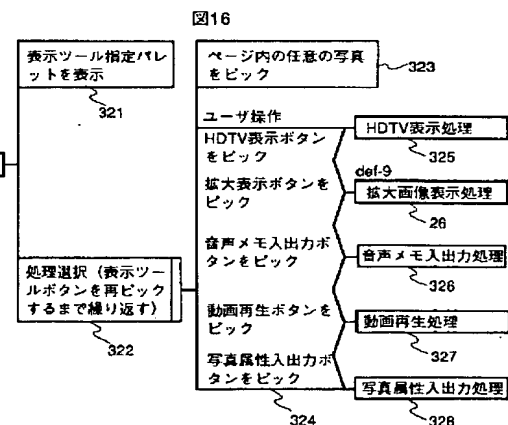 図16
表示ツール指定パレ
ットを表示
321
ページ内の任意の写真
をピック
323
ユーザ操作
HDTV表示ボタン
をピック
HDTV表示処理
325
拡大表示ボタンを
ピック
def-9
拡大画像表示処理
26
音声メモ入出力ボ
タンをピック
音声メモ入出力処理
326
処理選択（表示ツー
ルボタンを再ピック
するまで繰り返す）
322
動画再生ボタンを
ピック
動画再生処理
327
写真属性入出力ボ
タンをピック
324
写真属性入出力処理
328